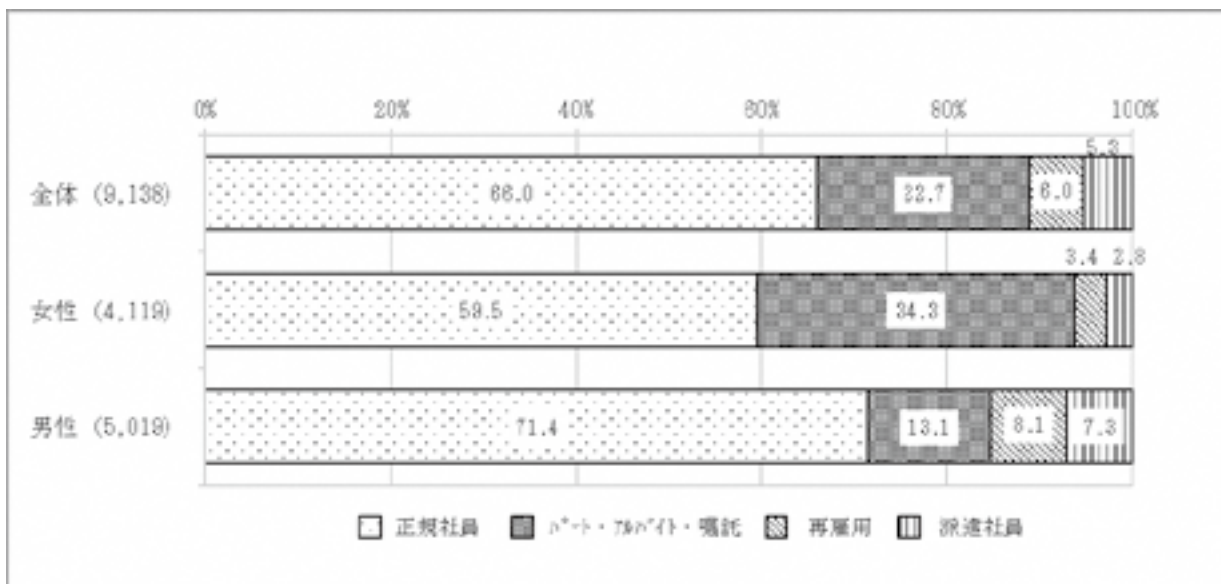 0% 20% 40% 60% 80% 100%
5.3
全体 (9,138) 66.0 22.7 6.0
3.4 2.8
女性 (4,119) 59.5 34.3
男性 (5,019) 71.4 13.1 8.1 7.3
正規社員 ﾊﾟｰﾄ・ｱﾙﾊﾞｲﾄ・嘱託 再雇用 派遣社員